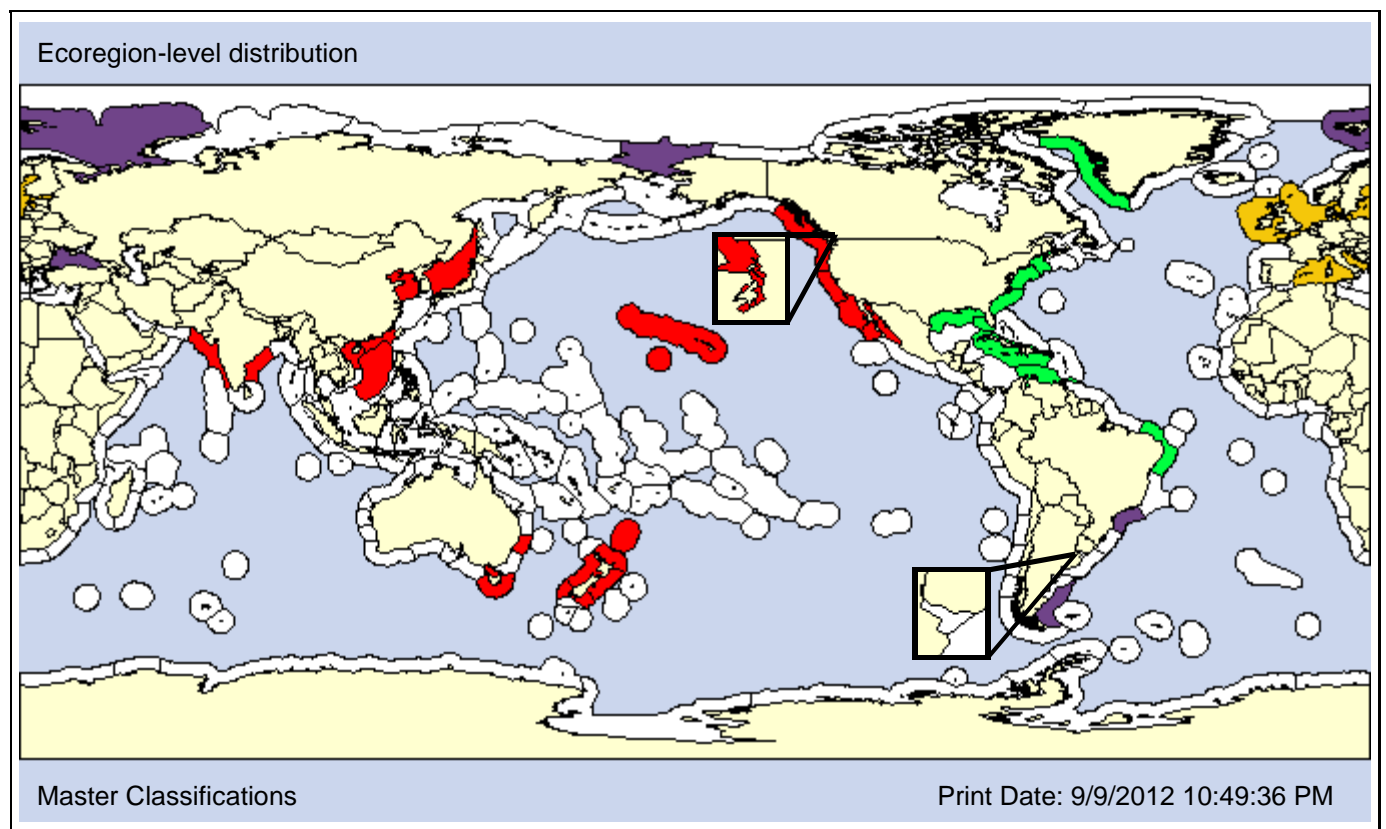 Ecoregion-level distribution
Master Classifications
Print Date: 9/9/2012 10:49:36 PM